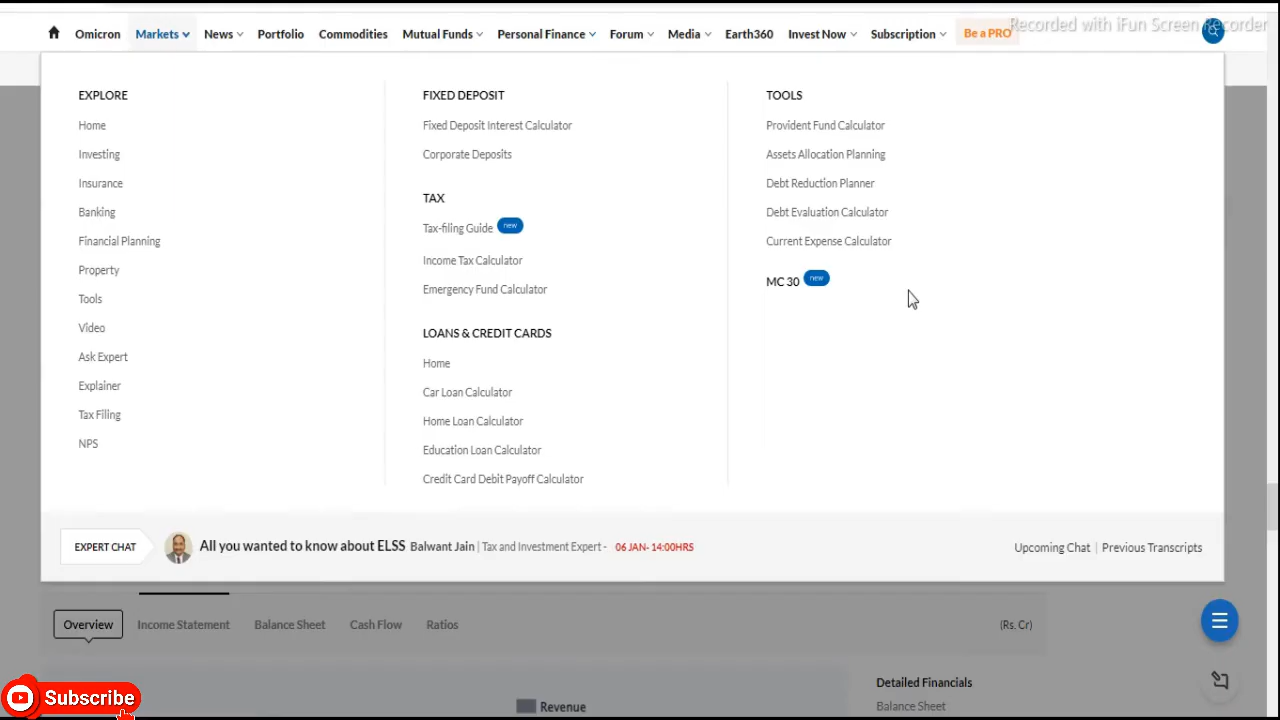 Omicron Markets News Portfolio Commodities Mutual Funds Personal Finance Forum Media Earth360 Invest Now Subscription Be a PRO
Recorded with iFun Screen Recorder
EXPLORE
Home
Investing
Insurance
Banking
Financial Planning
Property
Tools
Video
Ask Expert
Explainer
Tax Filing
NPS
FIXED DEPOSIT
Fixed Deposit Interest Calculator
Corporate Deposits
TAX
Tax-filing Guide new
Income Tax Calculator
Emergency Fund Calculator
LOANS & CREDIT CARDS
Home
Car Loan Calculator
Home Loan Calculator
Education Loan Calculator
Credit Card Debit Payoff Calculator
TOOLS
Provident Fund Calculator
Assets Allocation Planning
Debt Reduction Planner
Debt Evaluation Calculator
Current Expense Calculator
MC 30 new
EXPERT CHAT All you wanted to know about ELSS Balwant Jain | Tax and Investment Expert - 06 JAN- 14:00HRS Upcoming Chat | Previous Transcripts
Overview Income Statement Balance Sheet Cash Flow Ratios (Rs. Cr)
Detailed Financials
Revenue
Balance Sheet
Subscribe